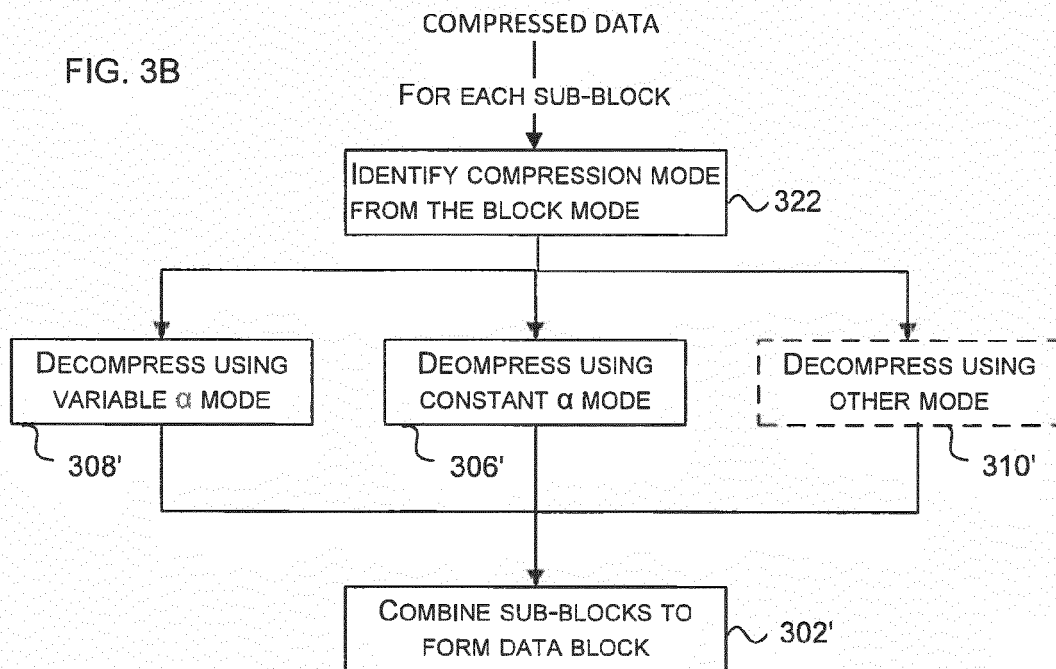 COMPRESSED DATA
FIG. 3B
FOR EACH SUB-BLOCK
IDENTIFY COMPRESSION MODE
FROM THE BLOCK MODE
322
DECOMPRESS USING
VARIABLE α MODE
308'
DEOMPRESS USING
CONSTANT α MODE
306'
DECOMPRESS USING
OTHER MODE
310'
COMBINE SUB-BLOCKS TO
FORM DATA BLOCK
302'